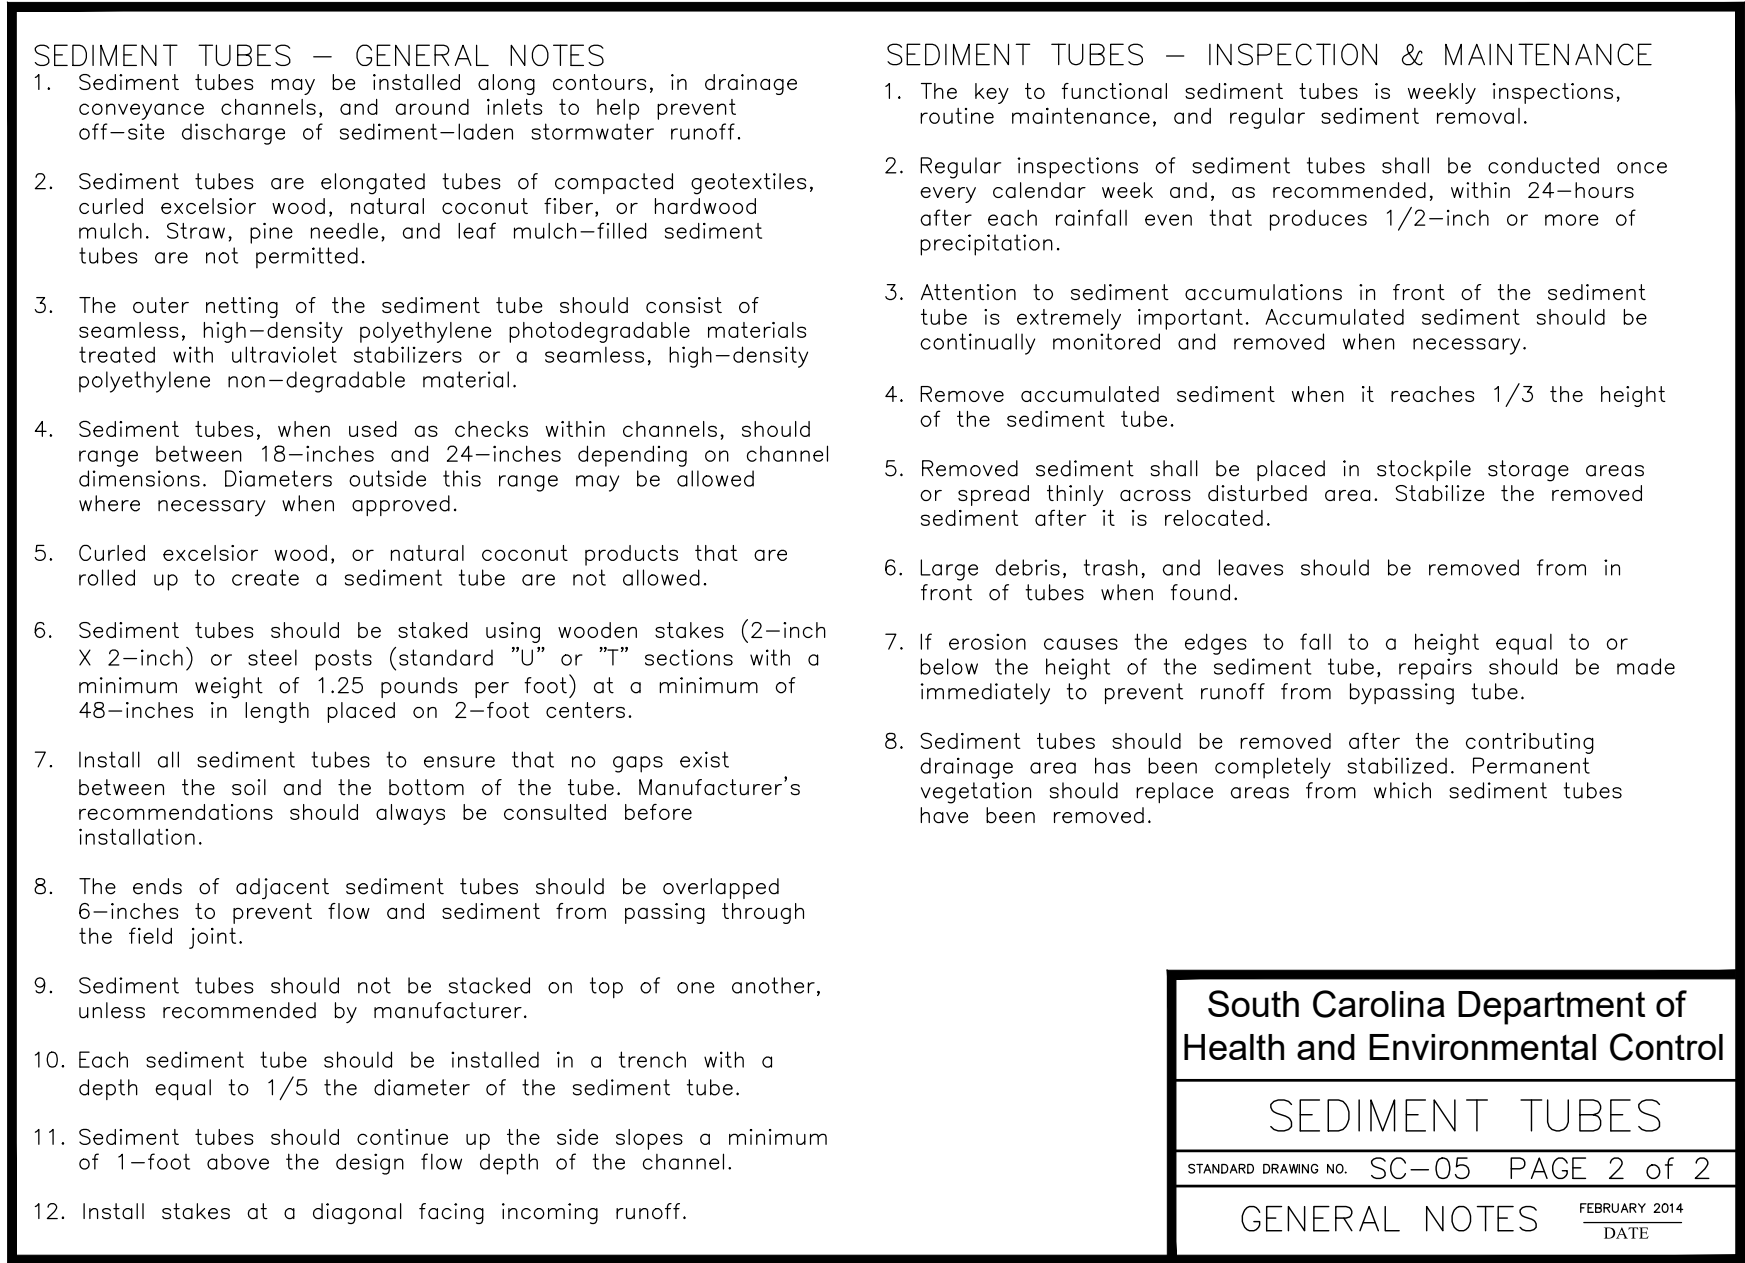 SEDIMENT TUBES – GENERAL NOTES
1. Sediment tubes may be installed along contours, in drainage
conveyance channels, and around inlets to help prevent
off–site discharge of sediment–laden stormwater runoff.
2. Sediment tubes are elongated tubes of compacted geotextiles,
curled excelsior wood, natural coconut fiber, or hardwood
mulch. Straw, pine needle, and leaf mulch–filled sediment
tubes are not permitted.
3. The outer netting of the sediment tube should consist of
seamless, high–density polyethylene photodegradable materials
treated with ultraviolet stabilizers or a seamless, high–density
polyethylene non–degradable material.
4. Sediment tubes, when used as checks within channels, should
range between 18–inches and 24–inches depending on channel
dimensions. Diameters outside this range may be allowed
where necessary when approved.
5. Curled excelsior wood, or natural coconut products that are
rolled up to create a sediment tube are not allowed.
6. Sediment tubes should be staked using wooden stakes (2–inch
X 2–inch) or steel posts (standard "U" or "T" sections with a
minimum weight of 1.25 pounds per foot) at a minimum of
48–inches in length placed on 2–foot centers.
7. Install all sediment tubes to ensure that no gaps exist
between the soil and the bottom of the tube. Manufacturer's
recommendations should always be consulted before
installation.
8. The ends of adjacent sediment tubes should be overlapped
6–inches to prevent flow and sediment from passing through
the field joint.
9. Sediment tubes should not be stacked on top of one another,
unless recommended by manufacturer.
10. Each sediment tube should be installed in a trench with a
depth equal to 1/5 the diameter of the sediment tube.
11. Sediment tubes should continue up the side slopes a minimum
of 1–foot above the design flow depth of the channel.
12. Install stakes at a diagonal facing incoming runoff.
SEDIMENT TUBES – INSPECTION & MAINTENANCE
1. The key to functional sediment tubes is weekly inspections,
routine maintenance, and regular sediment removal.
2. Regular inspections of sediment tubes shall be conducted once
every calendar week and, as recommended, within 24–hours
after each rainfall even that produces 1/2–inch or more of
precipitation.
3. Attention to sediment accumulations in front of the sediment
tube is extremely important. Accumulated sediment should be
continually monitored and removed when necessary.
4. Remove accumulated sediment when it reaches 1/3 the height
of the sediment tube.
5. Removed sediment shall be placed in stockpile storage areas
or spread thinly across disturbed area. Stabilize the removed
sediment after it is relocated.
6. Large debris, trash, and leaves should be removed from in
front of tubes when found.
7. If erosion causes the edges to fall to a height equal to or
below the height of the sediment tube, repairs should be made
immediately to prevent runoff from bypassing tube.
8. Sediment tubes should be removed after the contributing
drainage area has been completely stabilized. Permanent
vegetation should replace areas from which sediment tubes
have been removed.
South Carolina Department of
Health and Environmental Control
SEDIMENT TUBES
STANDARD DRAWING NO. SC–05 PAGE 2 of 2
GENERAL NOTES FEBRUARY 2014
DATE